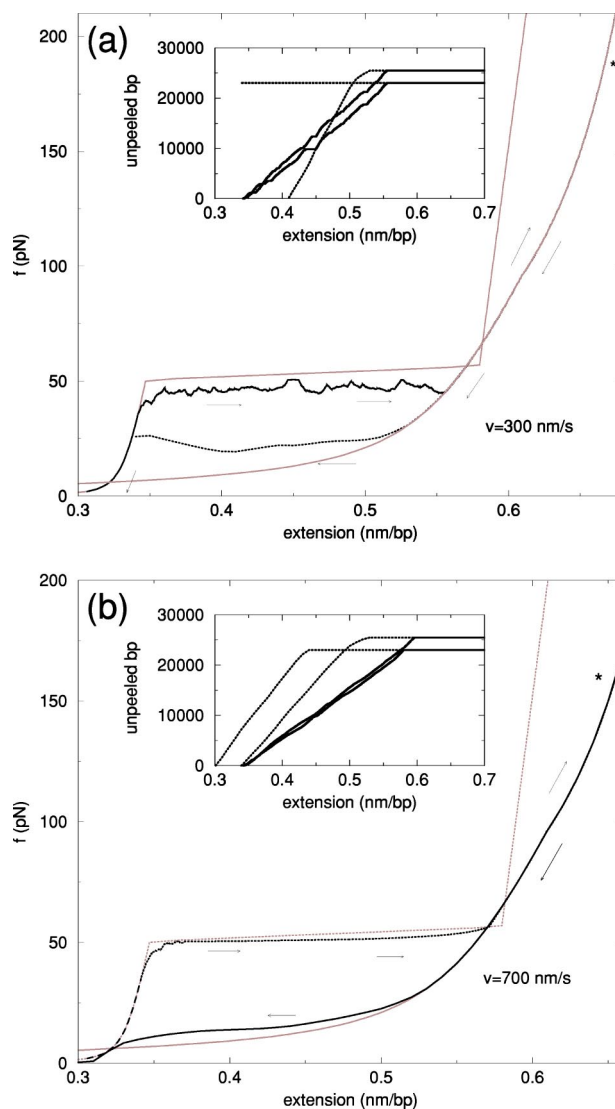 (a)
200
150
100
50
0
f (pN)
0.3 0.4 0.5 0.6
extension (nm/bp)
v=300 nm/s
*
30000
20000
10000
0
unpeeled bp
0.3 0.4 0.5 0.6 0.7
extension (nm/bp)
(b)
200
150
100
50
0
f (pN)
0.3 0.4 0.5 0.6
extension (nm/bp)
v=700 nm/s
*
30000
20000
10000
0
unpeeled bp
0.3 0.4 0.5 0.6 0.7
extension (nm/bp)